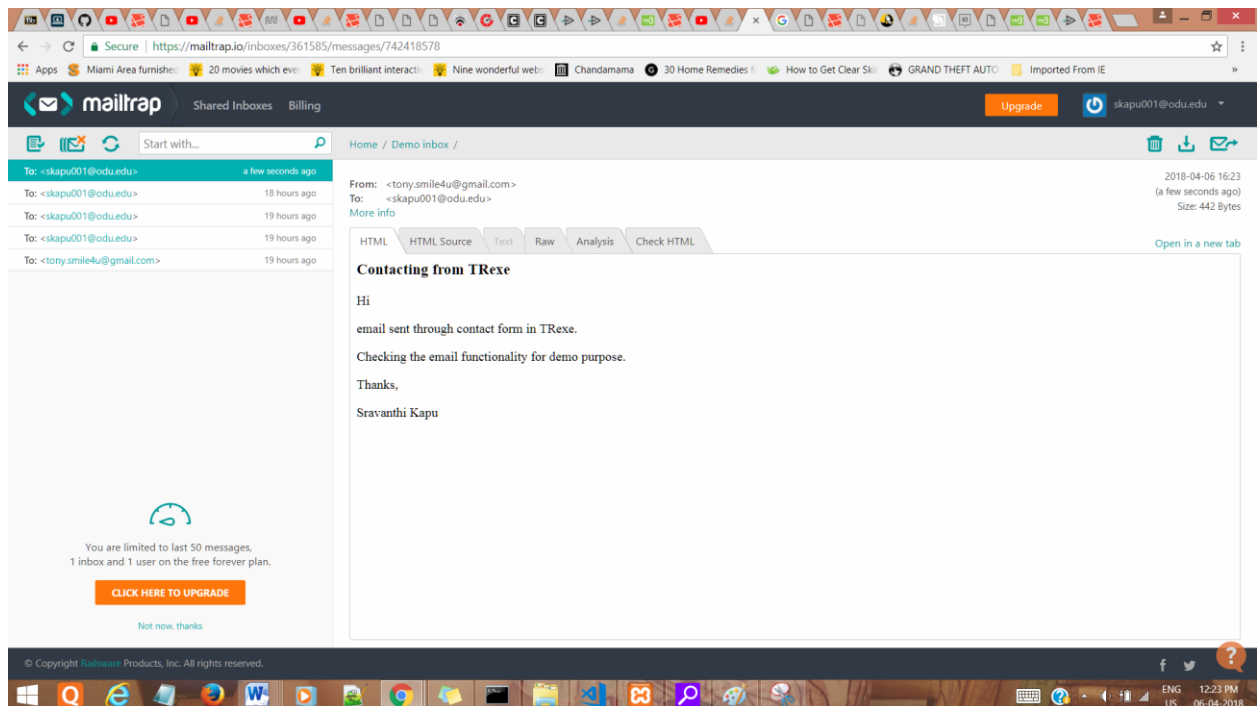 Secure | https://mailtrap.io/inboxes/361585/messages/742418578
Apps Miami Area furnished 20 movies which eve Ten brilliant interacti Nine wonderful web Chandamama 30 Home Remedies f How to Get Clear Ski GRAND THEFT AUTO Imported From IE »
mailtrap Shared Inboxes Billing Upgrade skapu001@odu.edu
Start with... Home / Demo inbox /
To: <skapu001@odu.edu> a few seconds ago
To: <skapu001@odu.edu> 18 hours ago
To: <skapu001@odu.edu> 19 hours ago
To: <skapu001@odu.edu> 19 hours ago
To: <tony.smile4u@gmail.com> 19 hours ago
You are limited to last 50 messages,
1 inbox and 1 user on the free forever plan.
CLICK HERE TO UPGRADE
Not now, thanks
From: <tony.smile4u@gmail.com>
To: <skapu001@odu.edu>
More info
2018-04-06 16:23
(a few seconds ago)
Size: 442 Bytes
HTML HTML Source Text Raw Analysis Check HTML
Open in a new tab
Contacting from TRexe
Hi
email sent through contact form in TRexe.
Checking the email functionality for demo purpose.
Thanks,
Sravanthi Kapu
© Copyright Railsware Products, Inc. All rights reserved.
?
ENG 12:23 PM
US 06-04-2018